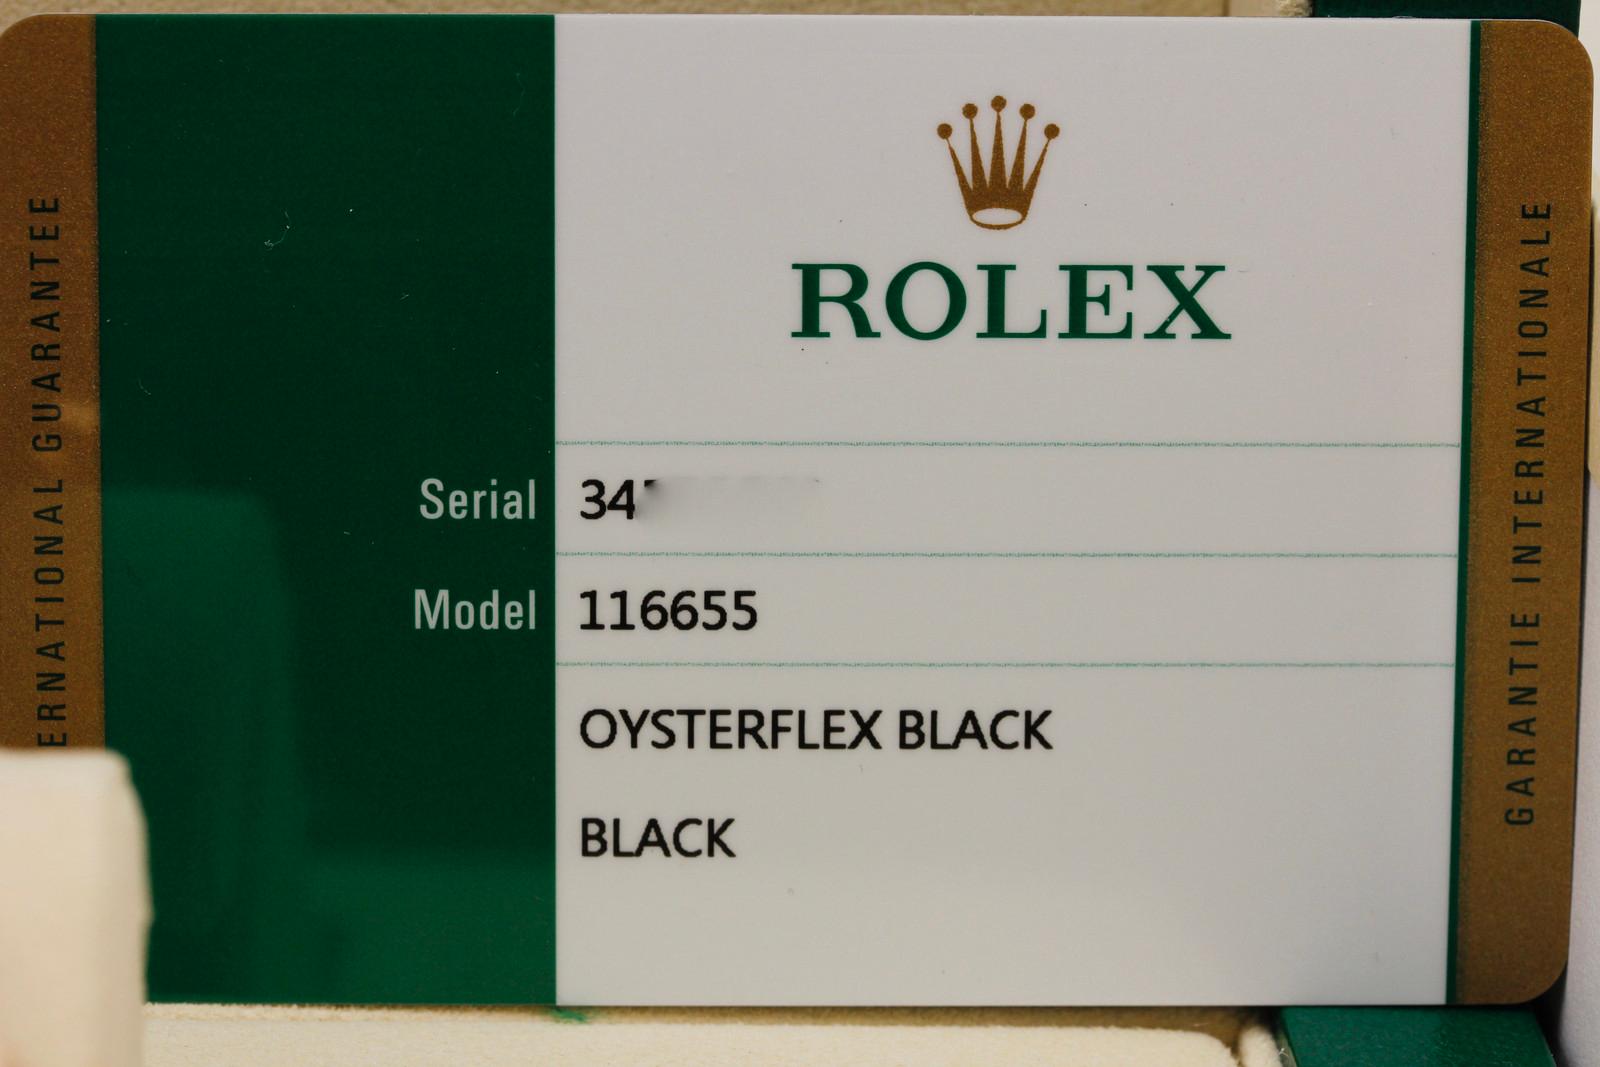 ERNATIONAL GUARANTEE
ROLEX
Serial 34
Model 116655
OYSTERFLEX BLACK
BLACK
GARANTIE INTERNATIONALE